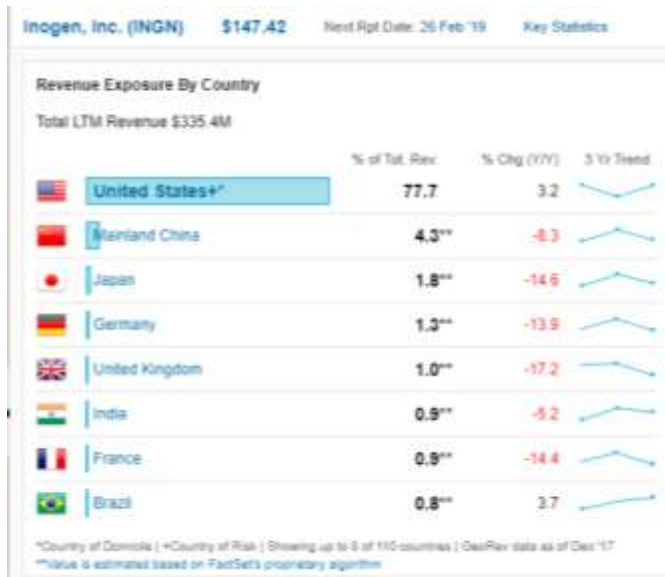 Inogen, Inc. (INGN) $147.42 Next Rpt Date: 26 Feb '19 Key Statistics
Revenue Exposure By Country
Total LTM Revenue $335.4M
% of Tot. Rev. % Chg (Y/Y) 3 Yr Trend
United States+* 77.7 3.2
Mainland China 4.3** -8.3
Japan 1.8** -14.6
Germany 1.3** -13.9
United Kingdom 1.0** -17.2
India 0.9** -5.2
France 0.9** -14.4
Brazil 0.8** 3.7
*Country of Domicile | +Country of Risk | Showing up to 8 of 110 countries | GeoRev data as of Dec '17
**Value is estimated based on FactSet's proprietary algorithm